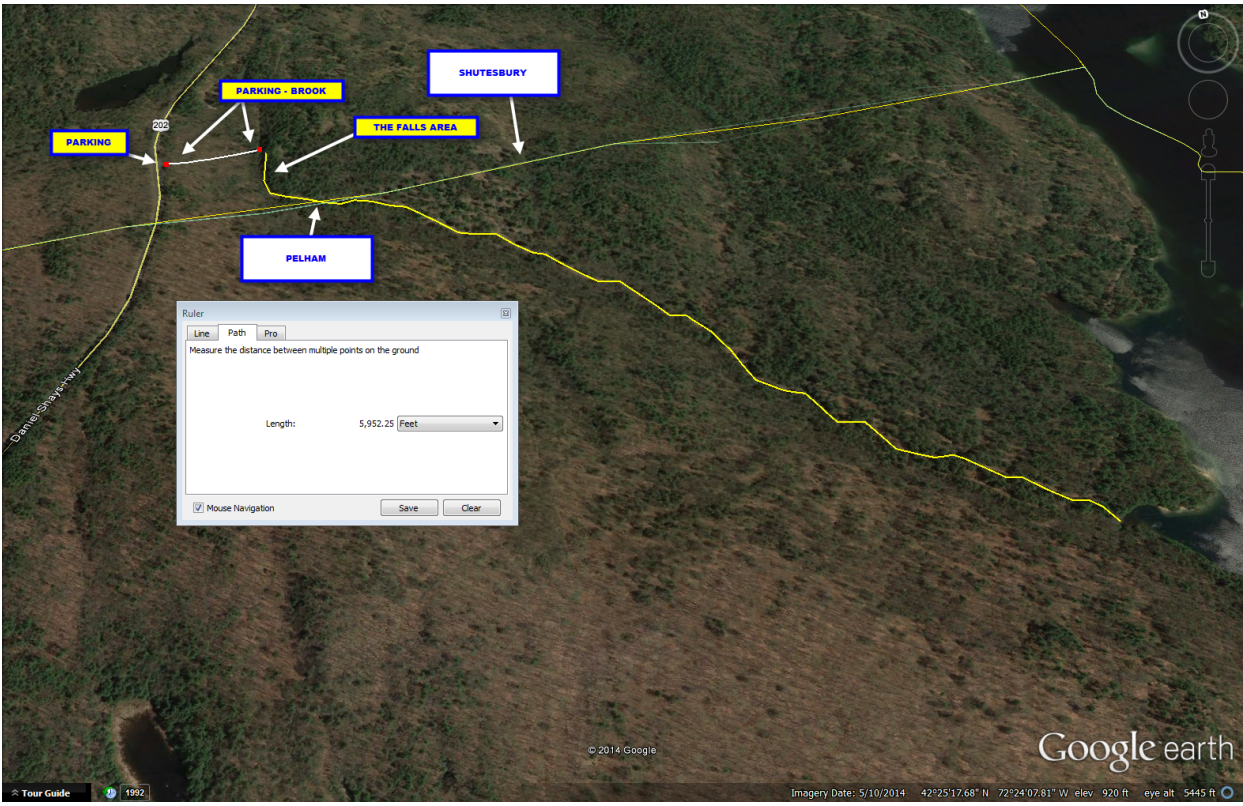 N
SHUTESBURY
PARKING - BROOK
202
THE FALLS AREA
PARKING
PELHAM
Ruler
Line Path Pro
Measure the distance between multiple points on the ground
Length: 5,952.25 Feet
Mouse Navigation Save Clear
Daniel-Shays-Hwy
© 2014 Google
Google earth
Tour Guide 1992 Imagery Date: 5/10/2014 42°25'17.68" N 72°24'07.81" W elev 920 ft eye alt 5445 ft